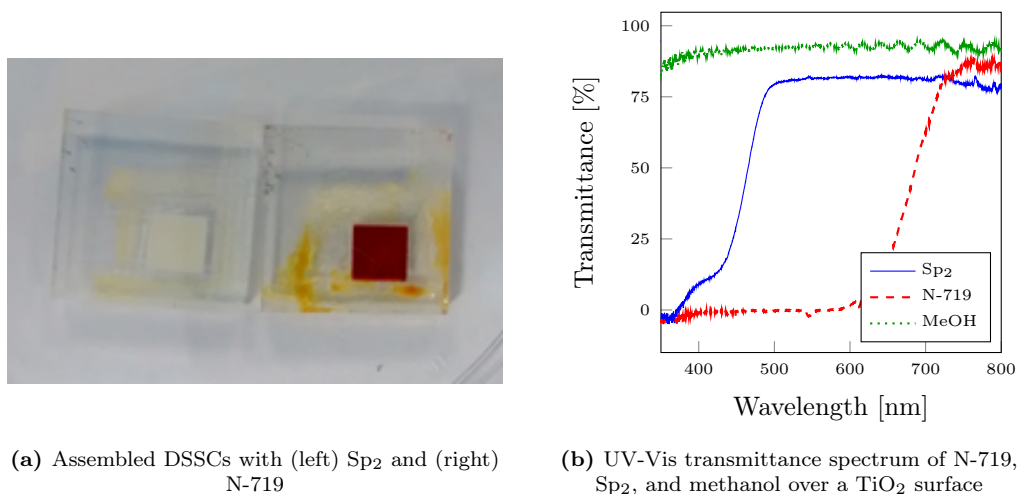 100
75
50
25
0
Transmittance [%]
400 500 600 700 800
Wavelength [nm]
Sp₂
N-719
MeOH
(a) Assembled DSSCs with (left) Sp₂ and (right)
N-719
(b) UV-Vis transmittance spectrum of N-719,
Sp₂, and methanol over a TiO₂ surface